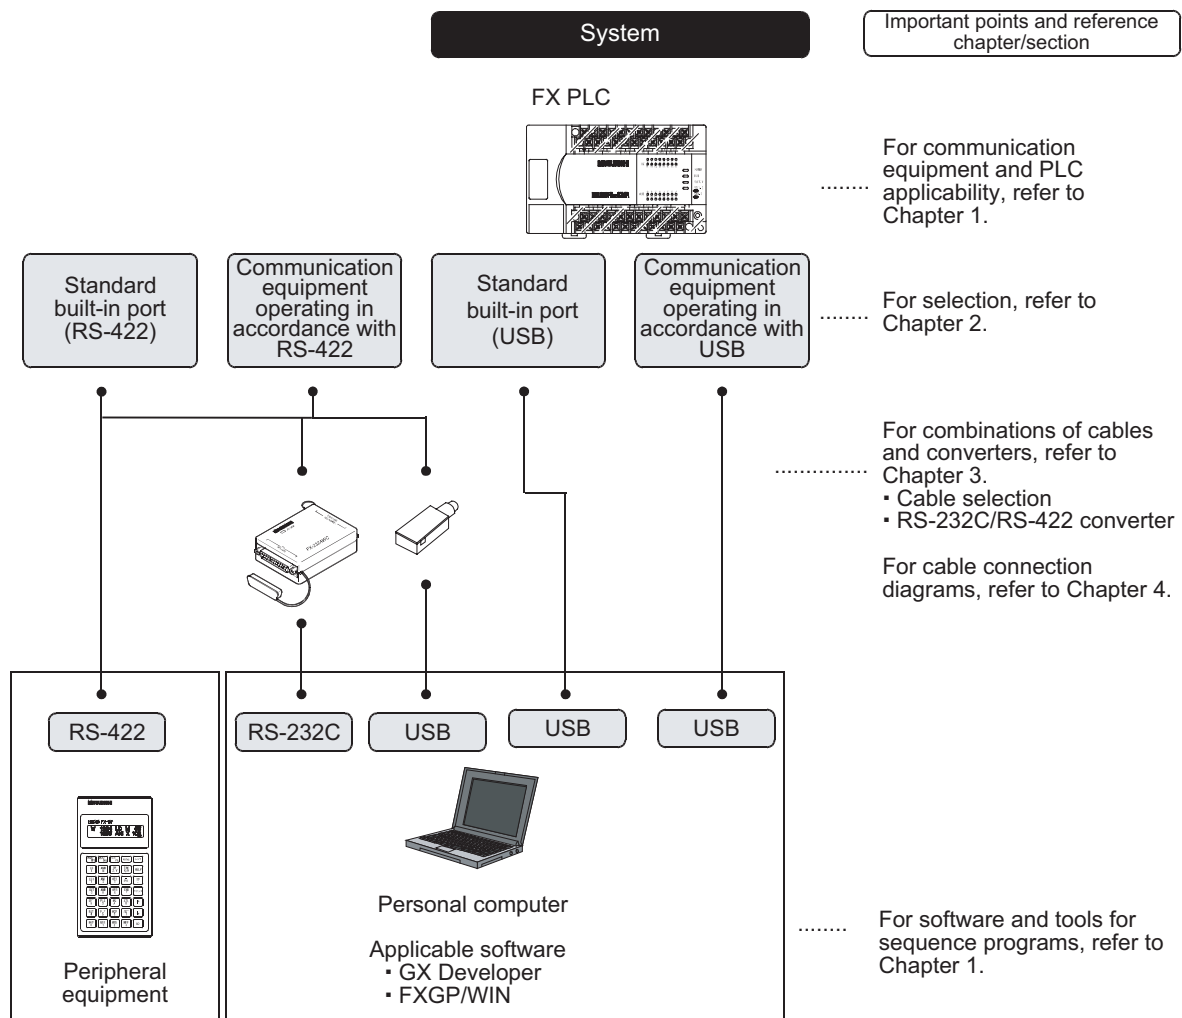 System
Important points and reference
chapter/section
FX PLC
For communication
equipment and PLC
applicability, refer to
Chapter 1.
Standard
built-in port
(RS-422)
Communication
equipment
operating in
accordance with
RS-422
Standard
built-in port
(USB)
Communication
equipment
operating in
accordance with
USB
For selection, refer to
Chapter 2.
For combinations of cables
and converters, refer to
Chapter 3.
・Cable selection
・RS-232C/RS-422 converter
For cable connection
diagrams, refer to Chapter 4.
RS-422
RS-232C
USB
USB
USB
Personal computer
Applicable software
・GX Developer
・FXGP/WIN
Peripheral
equipment
For software and tools for
sequence programs, refer to
Chapter 1.